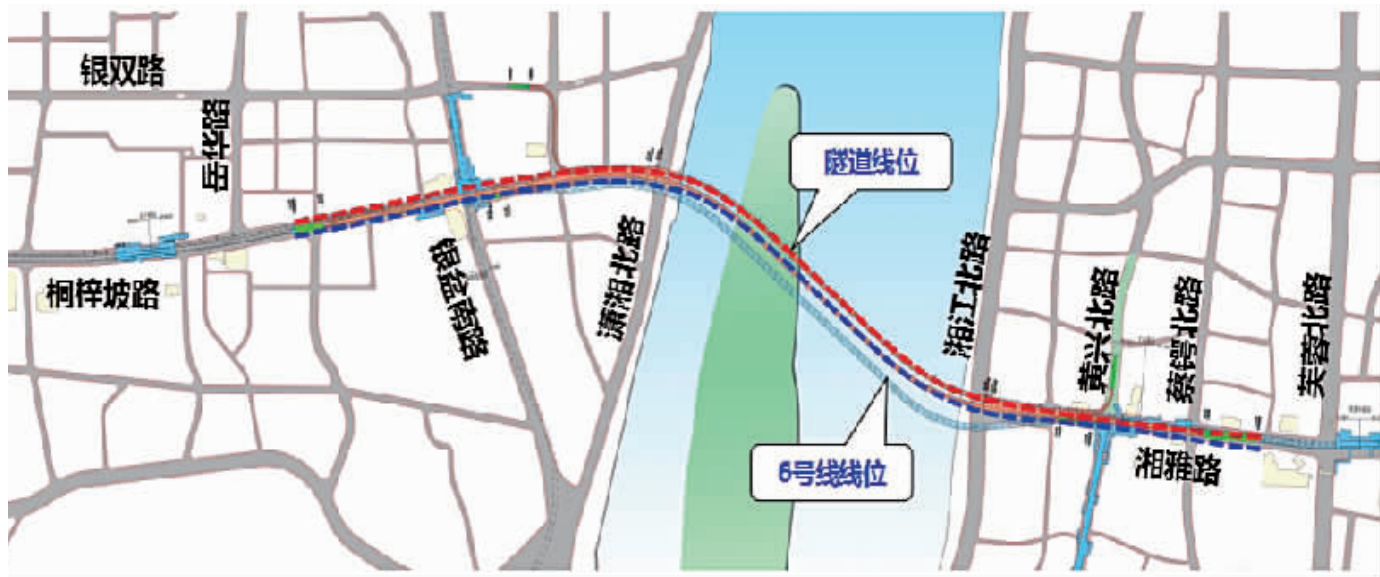 银双路
岳华路
隧道线位
桐梓坡路
银盆南路
潇湘北路
湘江北路
黄兴北路
蔡锷北路
芙蓉北路
6号线线位
湘雅路